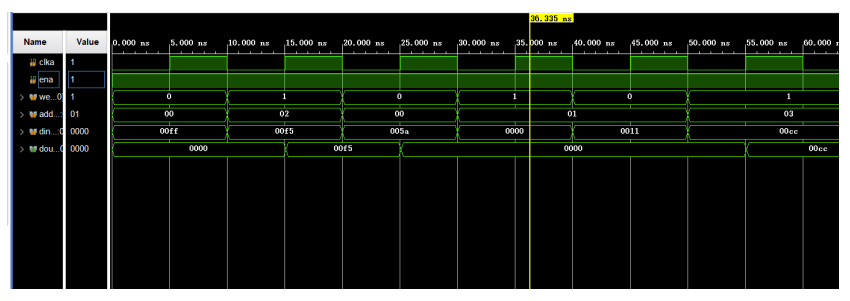 36.335 ns
Name Value 0.000 ns 5.000 ns 10.000 ns 15.000 ns 20.000 ns 25.000 ns 30.000 ns 35.000 ns 40.000 ns 45.000 ns 50.000 ns 55.000 ns 60.000
clka 1
ena 1
> we...0] 1 0 1 0 1 0 1
> add... 01 00 02 00 01 03
> din...0 0000 00ff 00f5 005a 0000 0011 00cc
> dou...0 0000 0000 00f5 0000 00cc